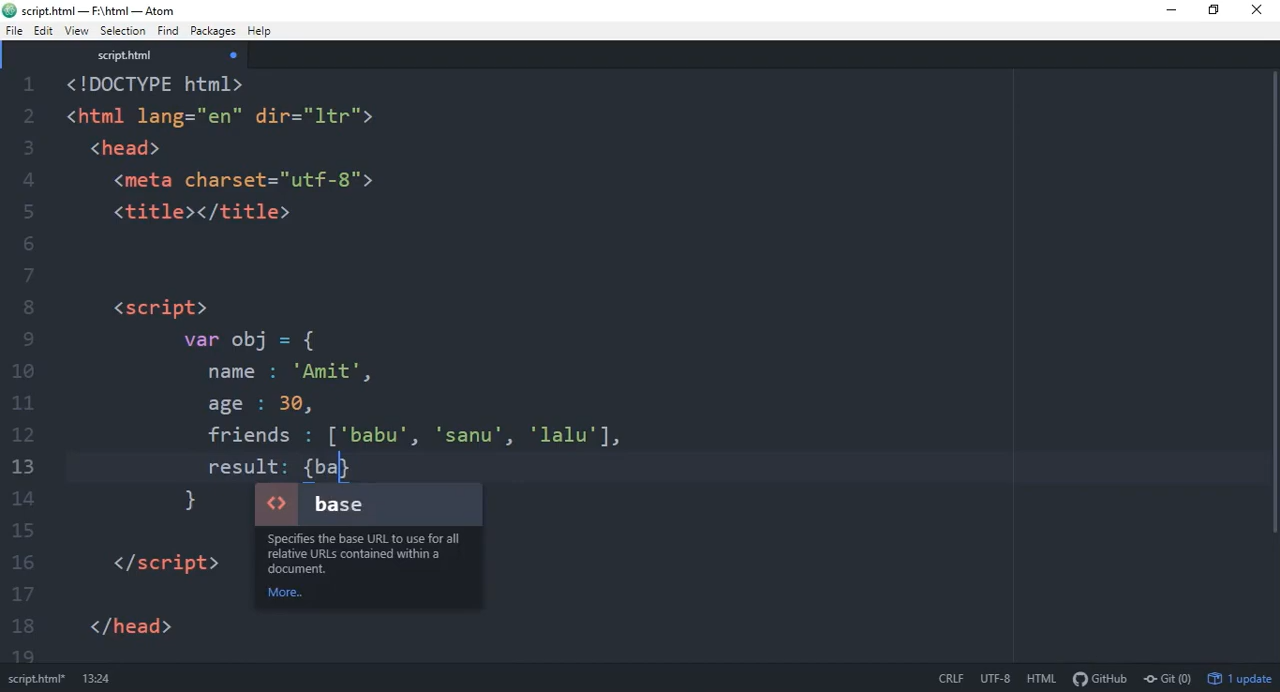 script.html — F:\html — Atom
File Edit View Selection Find Packages Help
script.html
1 <!DOCTYPE html>
2 <html lang="en" dir="ltr">
3 <head>
4 <meta charset="utf-8">
5 <title></title>
6
7
8 <script>
9 var obj = {
10 name : 'Amit',
11 age : 30,
12 friends : ['babu', 'sanu', 'lalu'],
13 result: {ba}
14 }
<> base
15
Specifies the base URL to use for all
relative URLs contained within a
document.
16 </script>
More..
17
18 </head>
19
script.html* 13:24 CRLF UTF-8 HTML GitHub Git (0) 1 update